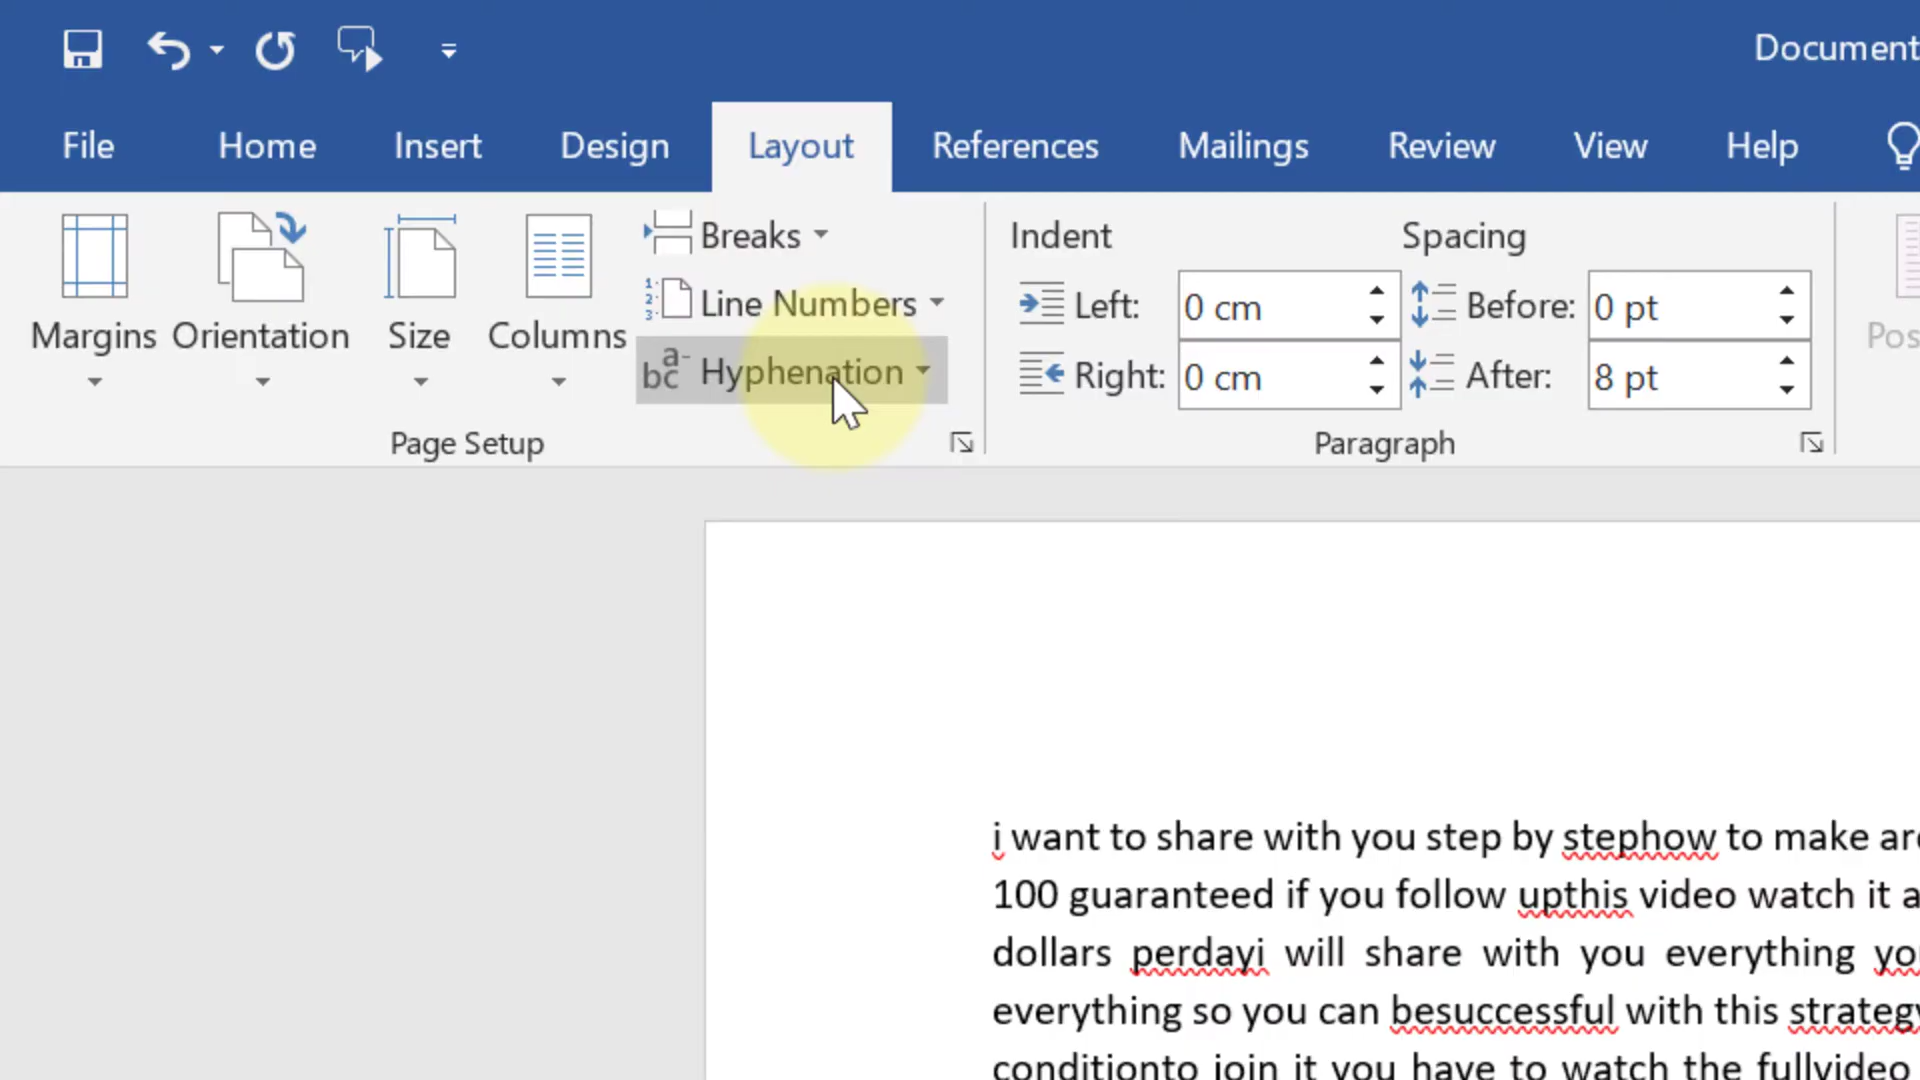 Document
File Home Insert Design Layout References Mailings Review View Help
Breaks Indent Spacing
Line Numbers Left: 0 cm Before: 0 pt
Margins Orientation Size Columns
Hyphenation Right: 0 cm After: 8 pt
Page Setup Paragraph
i want to share with you step by stephow to make
100 guaranteed if you follow upthis video watch it a
dollars perdayi will share with you everything
everything so you can besuccessful with this strategy
conditionto join it you have to watch the fullvideo